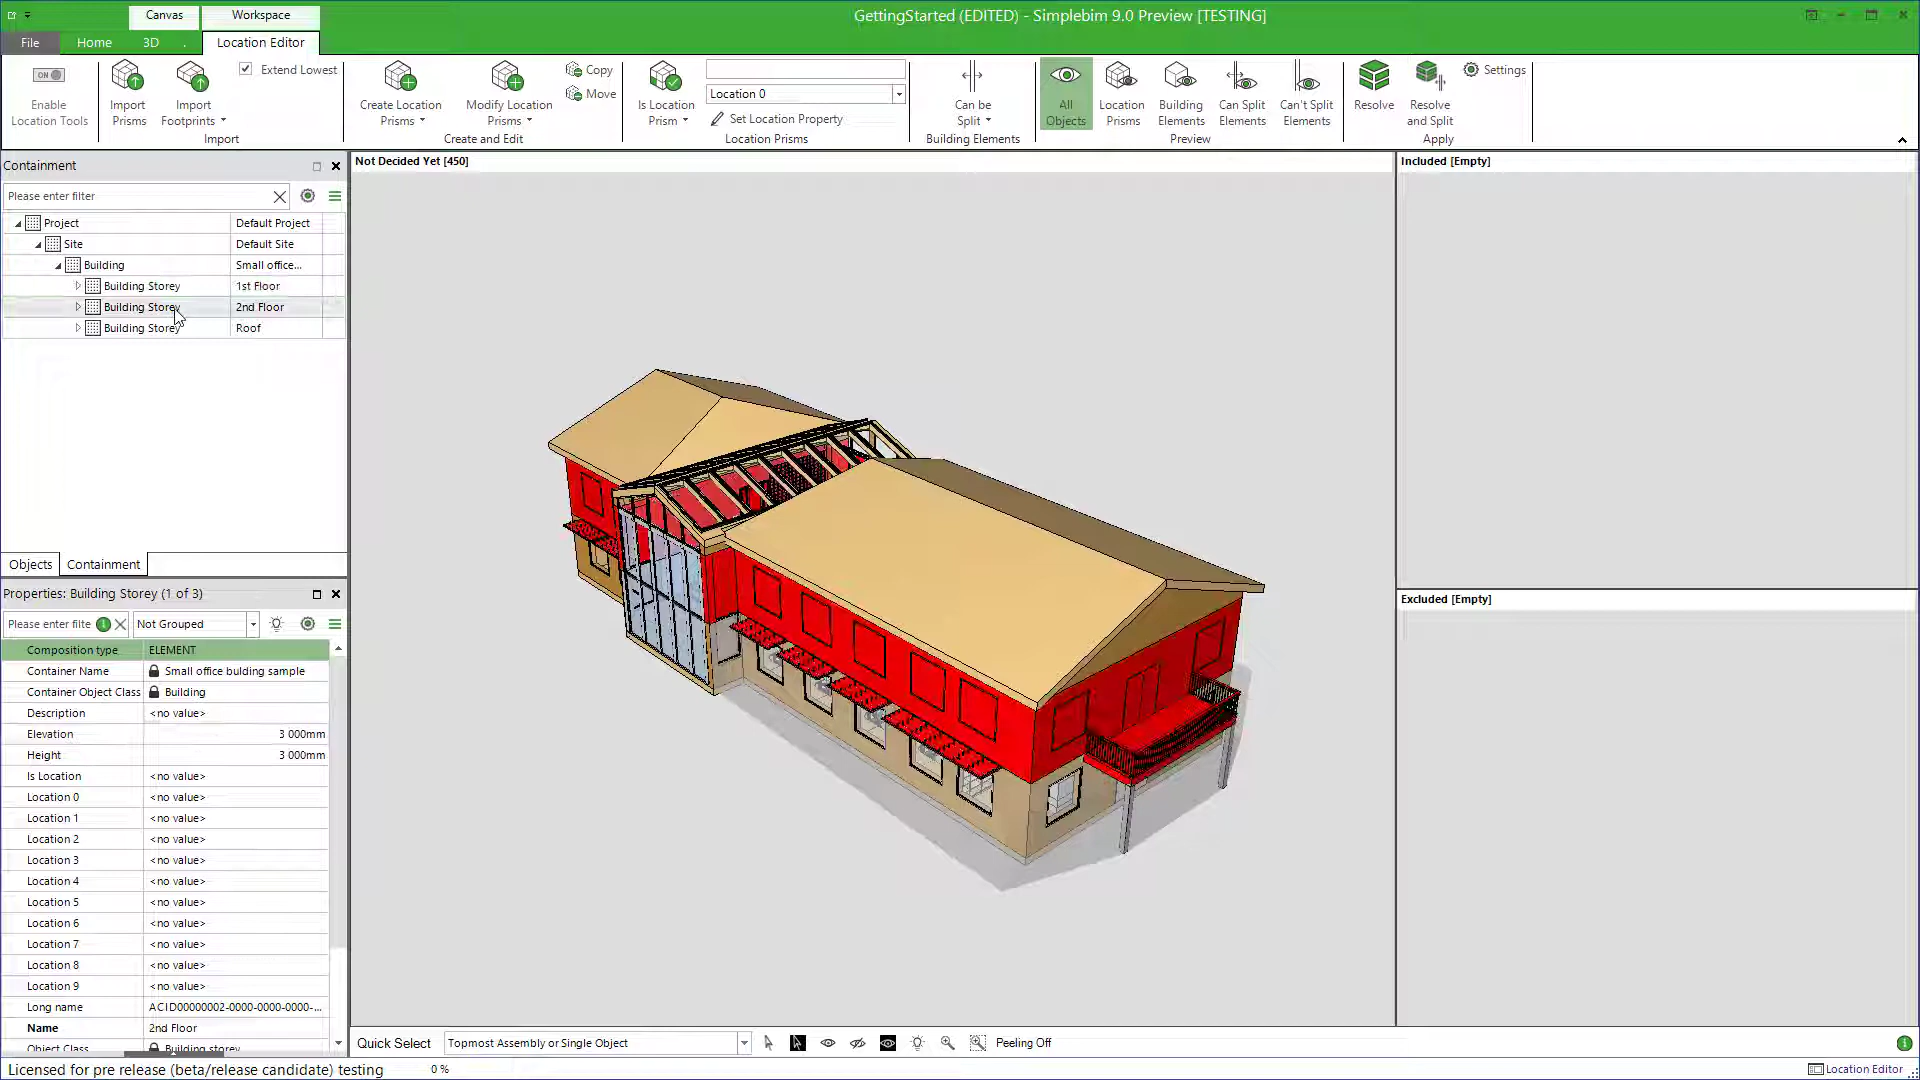 Canvas
Workspace
GettingStarted (EDITED) - Simplebim 9.0 Preview [TESTING]
File
Home
3D
.
Location Editor
ON
Enable
Location Tools
Import
Prisms
Import
Footprints
Extend Lowest
Import
Create Location
Prisms
Modify Location
Prisms
Copy
Move
Create and Edit
Is Location
Prism
Location 0
Set Location Property
Location Prisms
Can be
Split
Building Elements
All
Objects
Location
Prisms
Building
Elements
Can Split
Elements
Can't Split
Elements
Preview
Resolve
Resolve
and Split
Settings
Apply
Containment
Please enter filter
Project Default Project
Site Default Site
Building Small office...
Building Storey 1st Floor
Building Storey 2nd Floor
Building Storey Roof
Objects
Containment
Properties: Building Storey (1 of 3)
Please enter filte
Not Grouped
Composition type ELEMENT
Container Name Small office bulding sample
Container Object Class Building
Description <no value>
Elevation 3 000mm
Height 3 000mm
Is Location <no value>
Location 0 <no value>
Location 1 <no value>
Location 2 <no value>
Location 3 <no value>
Location 4 <no value>
Location 5 <no value>
Location 6 <no value>
Location 7 <no value>
Location 8 <no value>
Location 9 <no value>
Long name ACID00000002-0000-0000-0000-...
Name 2nd Floor
Object Class Building storey
Not Decided Yet [450]
Included [Empty]
Excluded [Empty]
Quick Select
Topmost Assembly or Single Object
Peeling Off
Licensed for pre release (beta/release candidate) testing
0 %
Location Editor